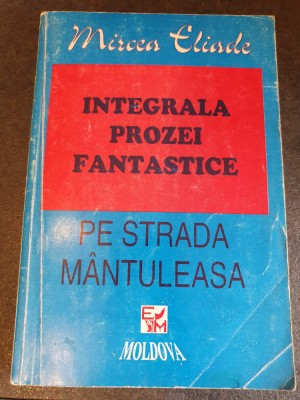 Mircea Eliade
INTEGRALA
PROZEI
FANTASTICE
PE STRADA
MÂNTULEASA
E M
MOLDOVA